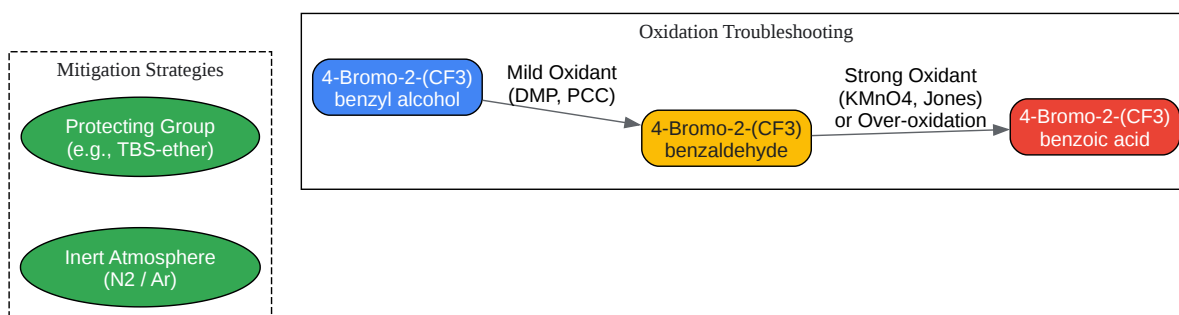 Oxidation Troubleshooting
Mitigation Strategies
Protecting Group
(e.g., TBS-ether)
Inert Atmosphere
(N2 / Ar)
4-Bromo-2-(CF3)
benzyl alcohol
Mild Oxidant
(DMP, PCC)
4-Bromo-2-(CF3)
benzaldehyde
Strong Oxidant
(KMnO4, Jones)
or Over-oxidation
4-Bromo-2-(CF3)
benzoic acid